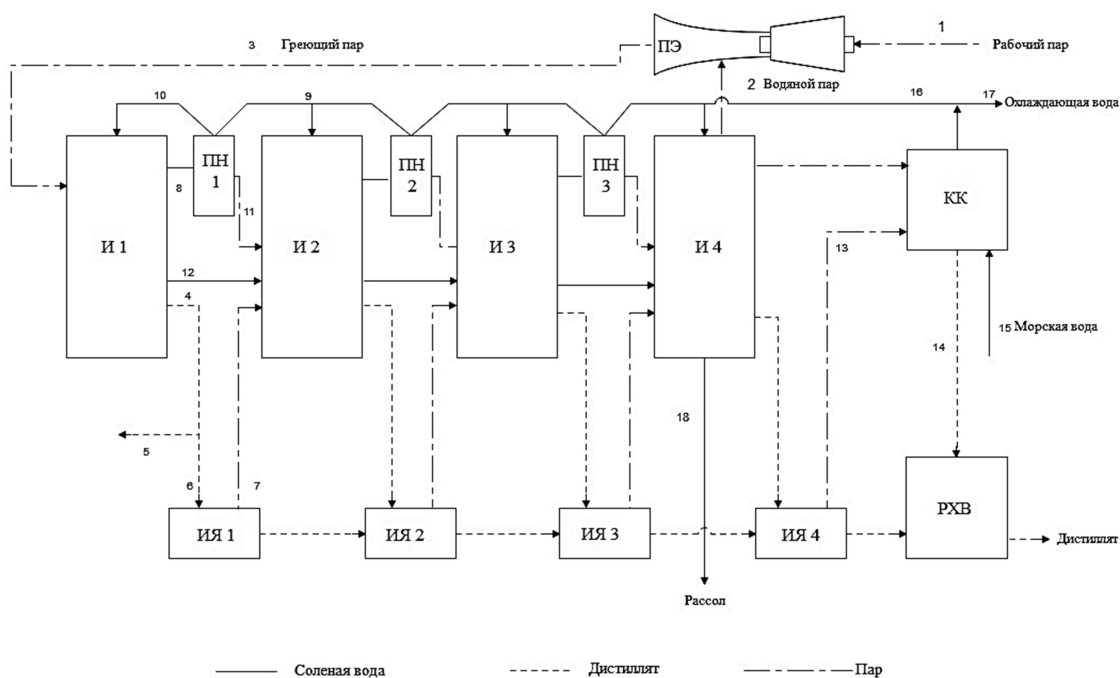 1
3 Греющий пар
ПЭ
Рабочий пар
2 Водяной пар
10
9
16
17
Охлаждающая вода
ПН 1
ПН 2
ПН 3
8
11
КК
И 1
И 2
И 3
И 4
13
12
4
15 Морская вода
14
18
5
6
7
ИЯ 1
ИЯ 2
ИЯ 3
ИЯ 4
РХВ
Дистиллят
Рассол
Соленая вода
Дистиллят
Пар